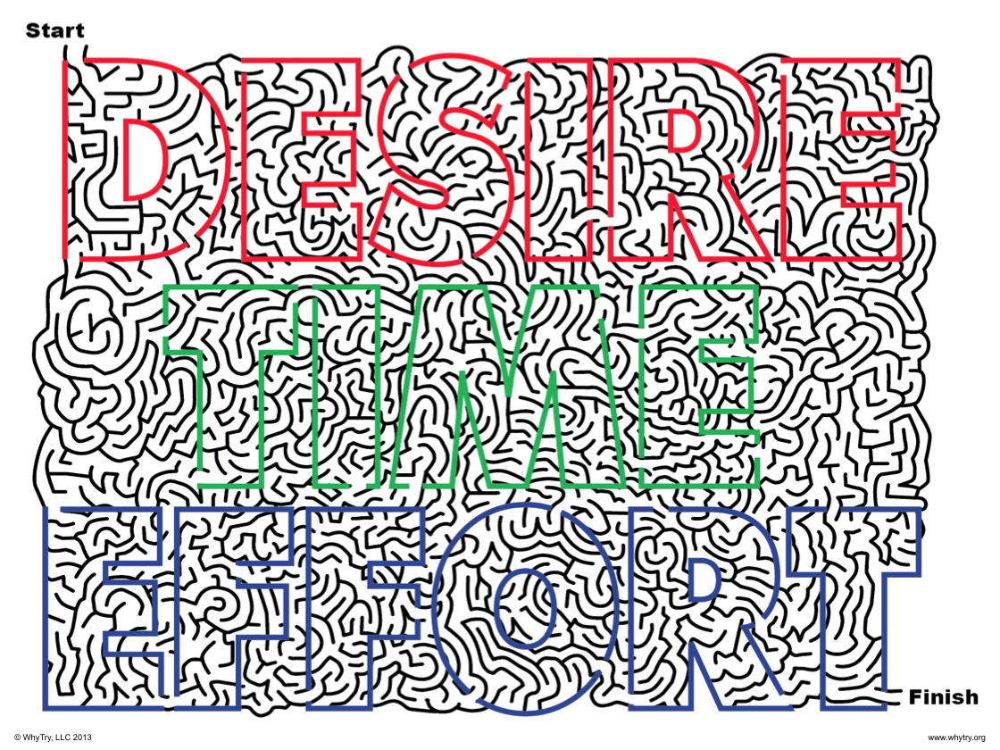 Start
DESIRE
TIME
EFFORT
Finish
© WhyTry, LLC 2013 www.whytry.org